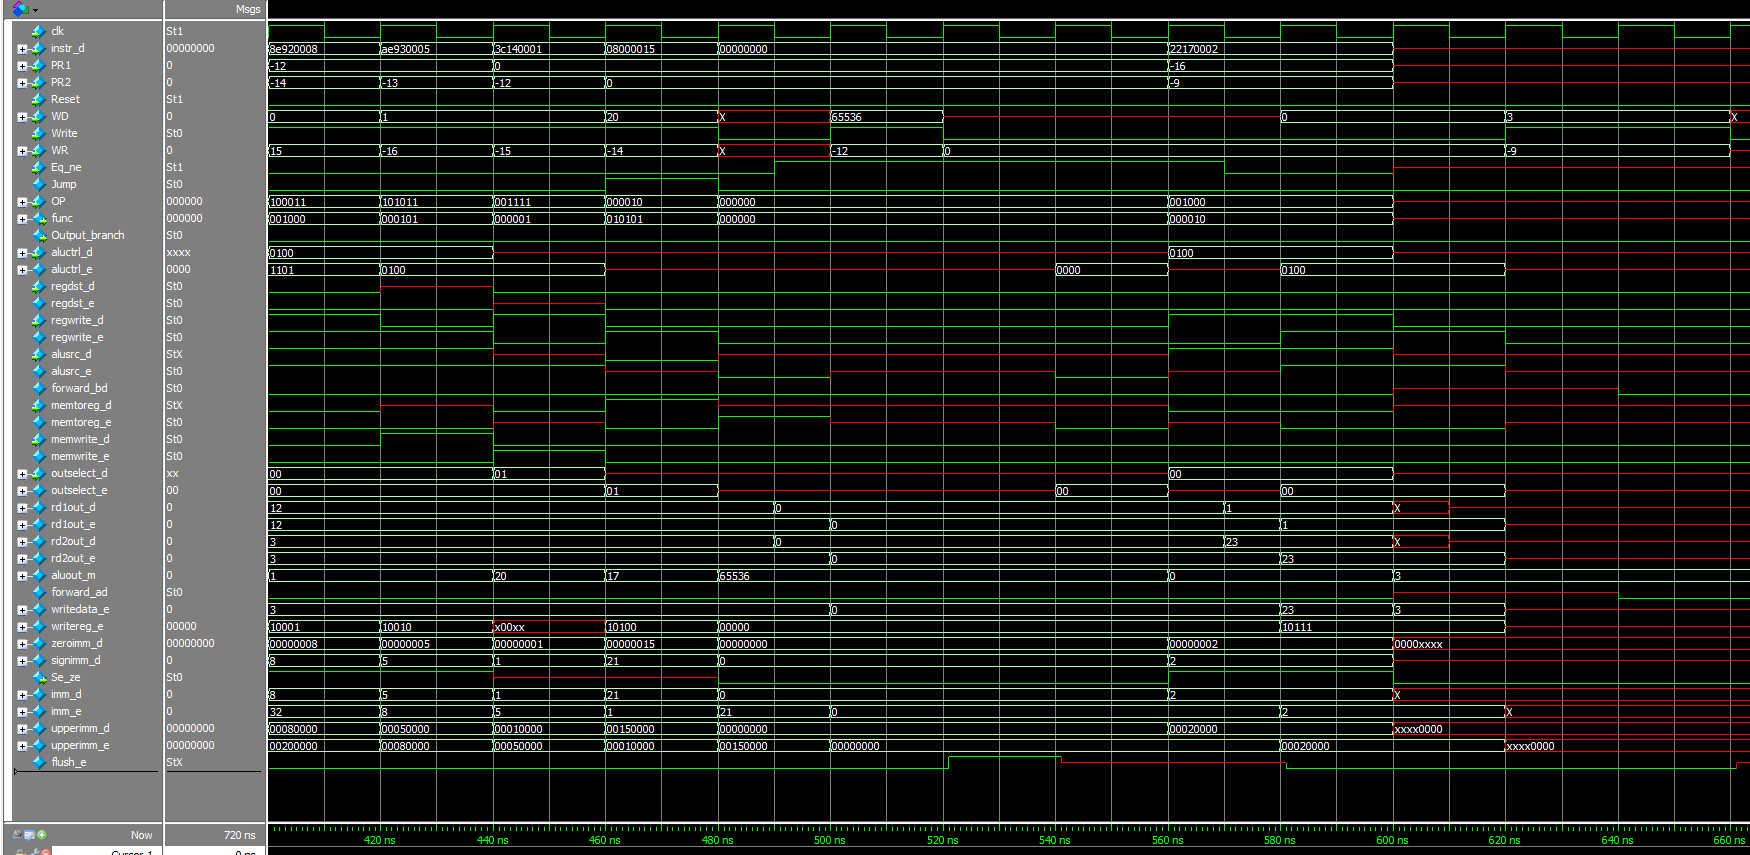 Msgs
clk St1
instr_d 00000000 8e920008 ae930005 3c140001 08000015 00000000 22170002
PR1 0 -12 0 -16
PR2 0 -14 -13 -12 0 -9
Reset St1
WD 0 0 1 20 X 65536 0 3 X
Write St0
WR 0 15 -16 -15 -14 X -12 0 -9
Eq_ne St1
Jump St0
OP 000000 100011 101011 001111 000010 000000 001000
func 000000 001000 000101 000001 010101 000000 000010
Output_branch St0
aluctrl_d xxxx 0100 0100
aluctrl_e 0000 1101 0100 0000 0100
regdst_d St0
regdst_e St0
regwrite_d St0
regwrite_e St0
alusrc_d StX
alusrc_e St0
forward_bd St0
memtoreg_d StX
memtoreg_e St0
memwrite_d St0
memwrite_e St0
outselect_d xx 00 01 00
outselect_e 00 00 01 00 00
rd1out_d 0 12 0 1 X
rd1out_e 0 12 0 1
rd2out_d 0 3 0 23 X
rd2out_e 0 3 0 23
aluout_m 0 1 20 17 65536 0 3
forward_ad St0
writedata_e 0 3 0 23 3
writereg_e 00000 10001 10010 x00xx 10100 00000 10111
zeroimm_d 00000000 00000008 00000005 00000001 00000015 00000000 00000002 0000xxxx
signimm_d 0 8 5 1 21 0 2
Se_ze St0
imm_d 0 8 5 1 21 0 2 X
imm_e 0 32 8 5 1 21 0 2 X
upperimm_d 00000000 00080000 00050000 00010000 00150000 00000000 00020000 xxxx0000
upperimm_e 00000000 00200000 00080000 00050000 00010000 00150000 00000000 00020000 xxxx0000
flush_e StX
Now 720 ns 420 ns 440 ns 460 ns 480 ns 500 ns 520 ns 540 ns 560 ns 580 ns 600 ns 620 ns 640 ns 660 ns
Cursor 1 0 ns